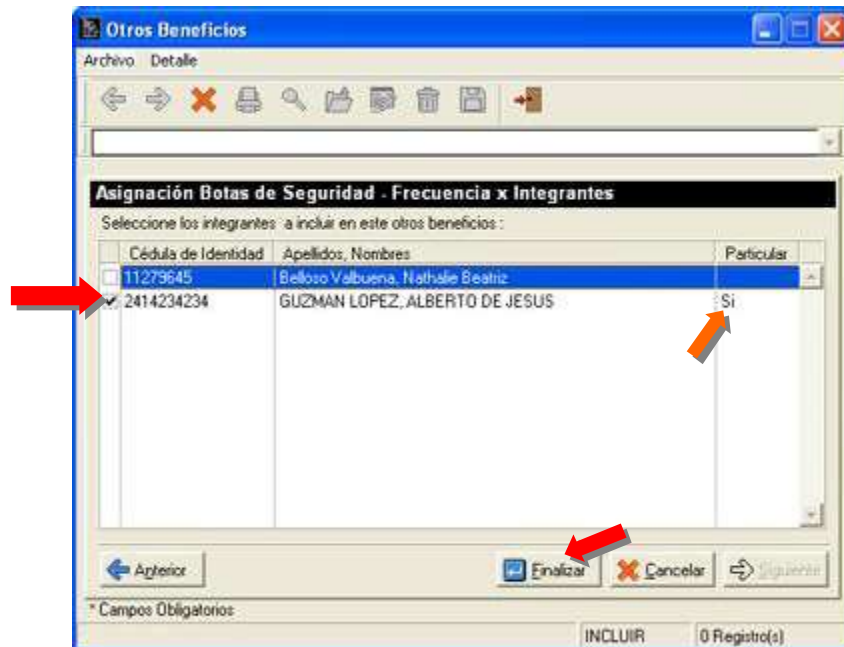 Otros Beneficios
Archivo Detalle
Asignación Botas de Seguridad - Frecuencia x Integrantes
Seleccione los integrantes a incluir en este otros beneficios :
Cédula de Identidad Apellidos, Nombres Particular
11279645 Belloso Valbuena, Nathalie Beatriz
2414234234 GUZMAN LOPEZ, ALBERTO DE JESUS Si
Anterior Finalizar Cancelar Siguiente
* Campos Obligatorios
INCLUIR 0 Registro(s)